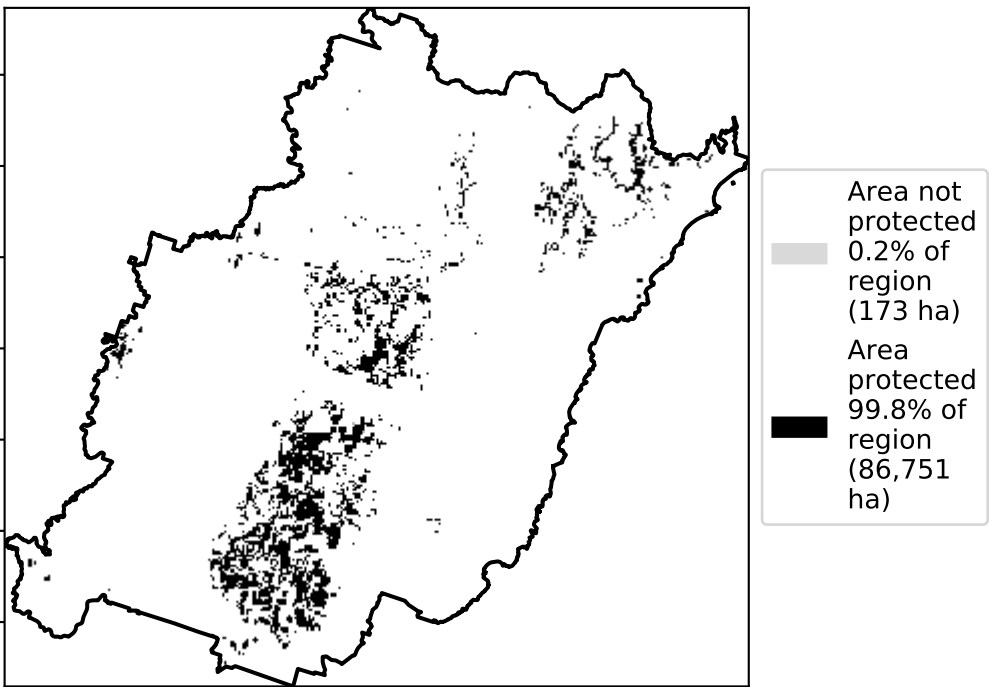 Area not
protected
0.2% of
region
(173 ha)
Area
protected
99.8% of
region
(86,751
ha)